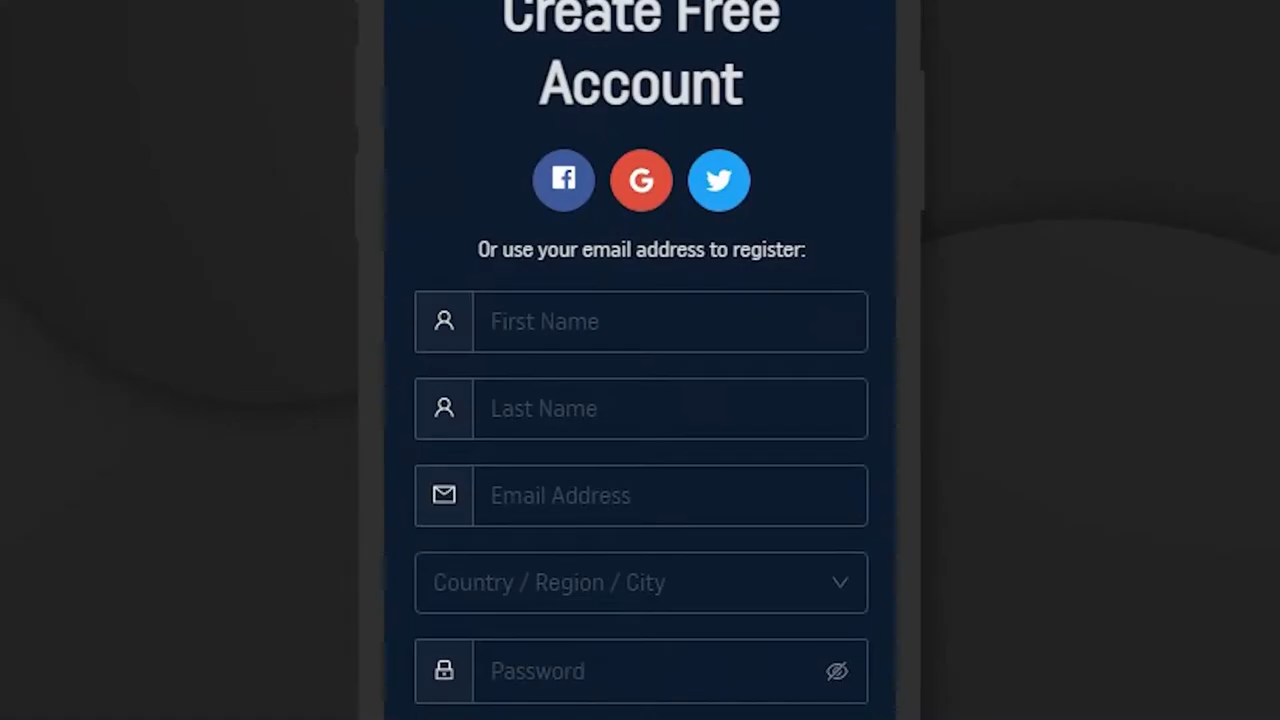 Create Free
Account
Or use your email address to register:
First Name
Last Name
Email Address
Country / Region / City
Password